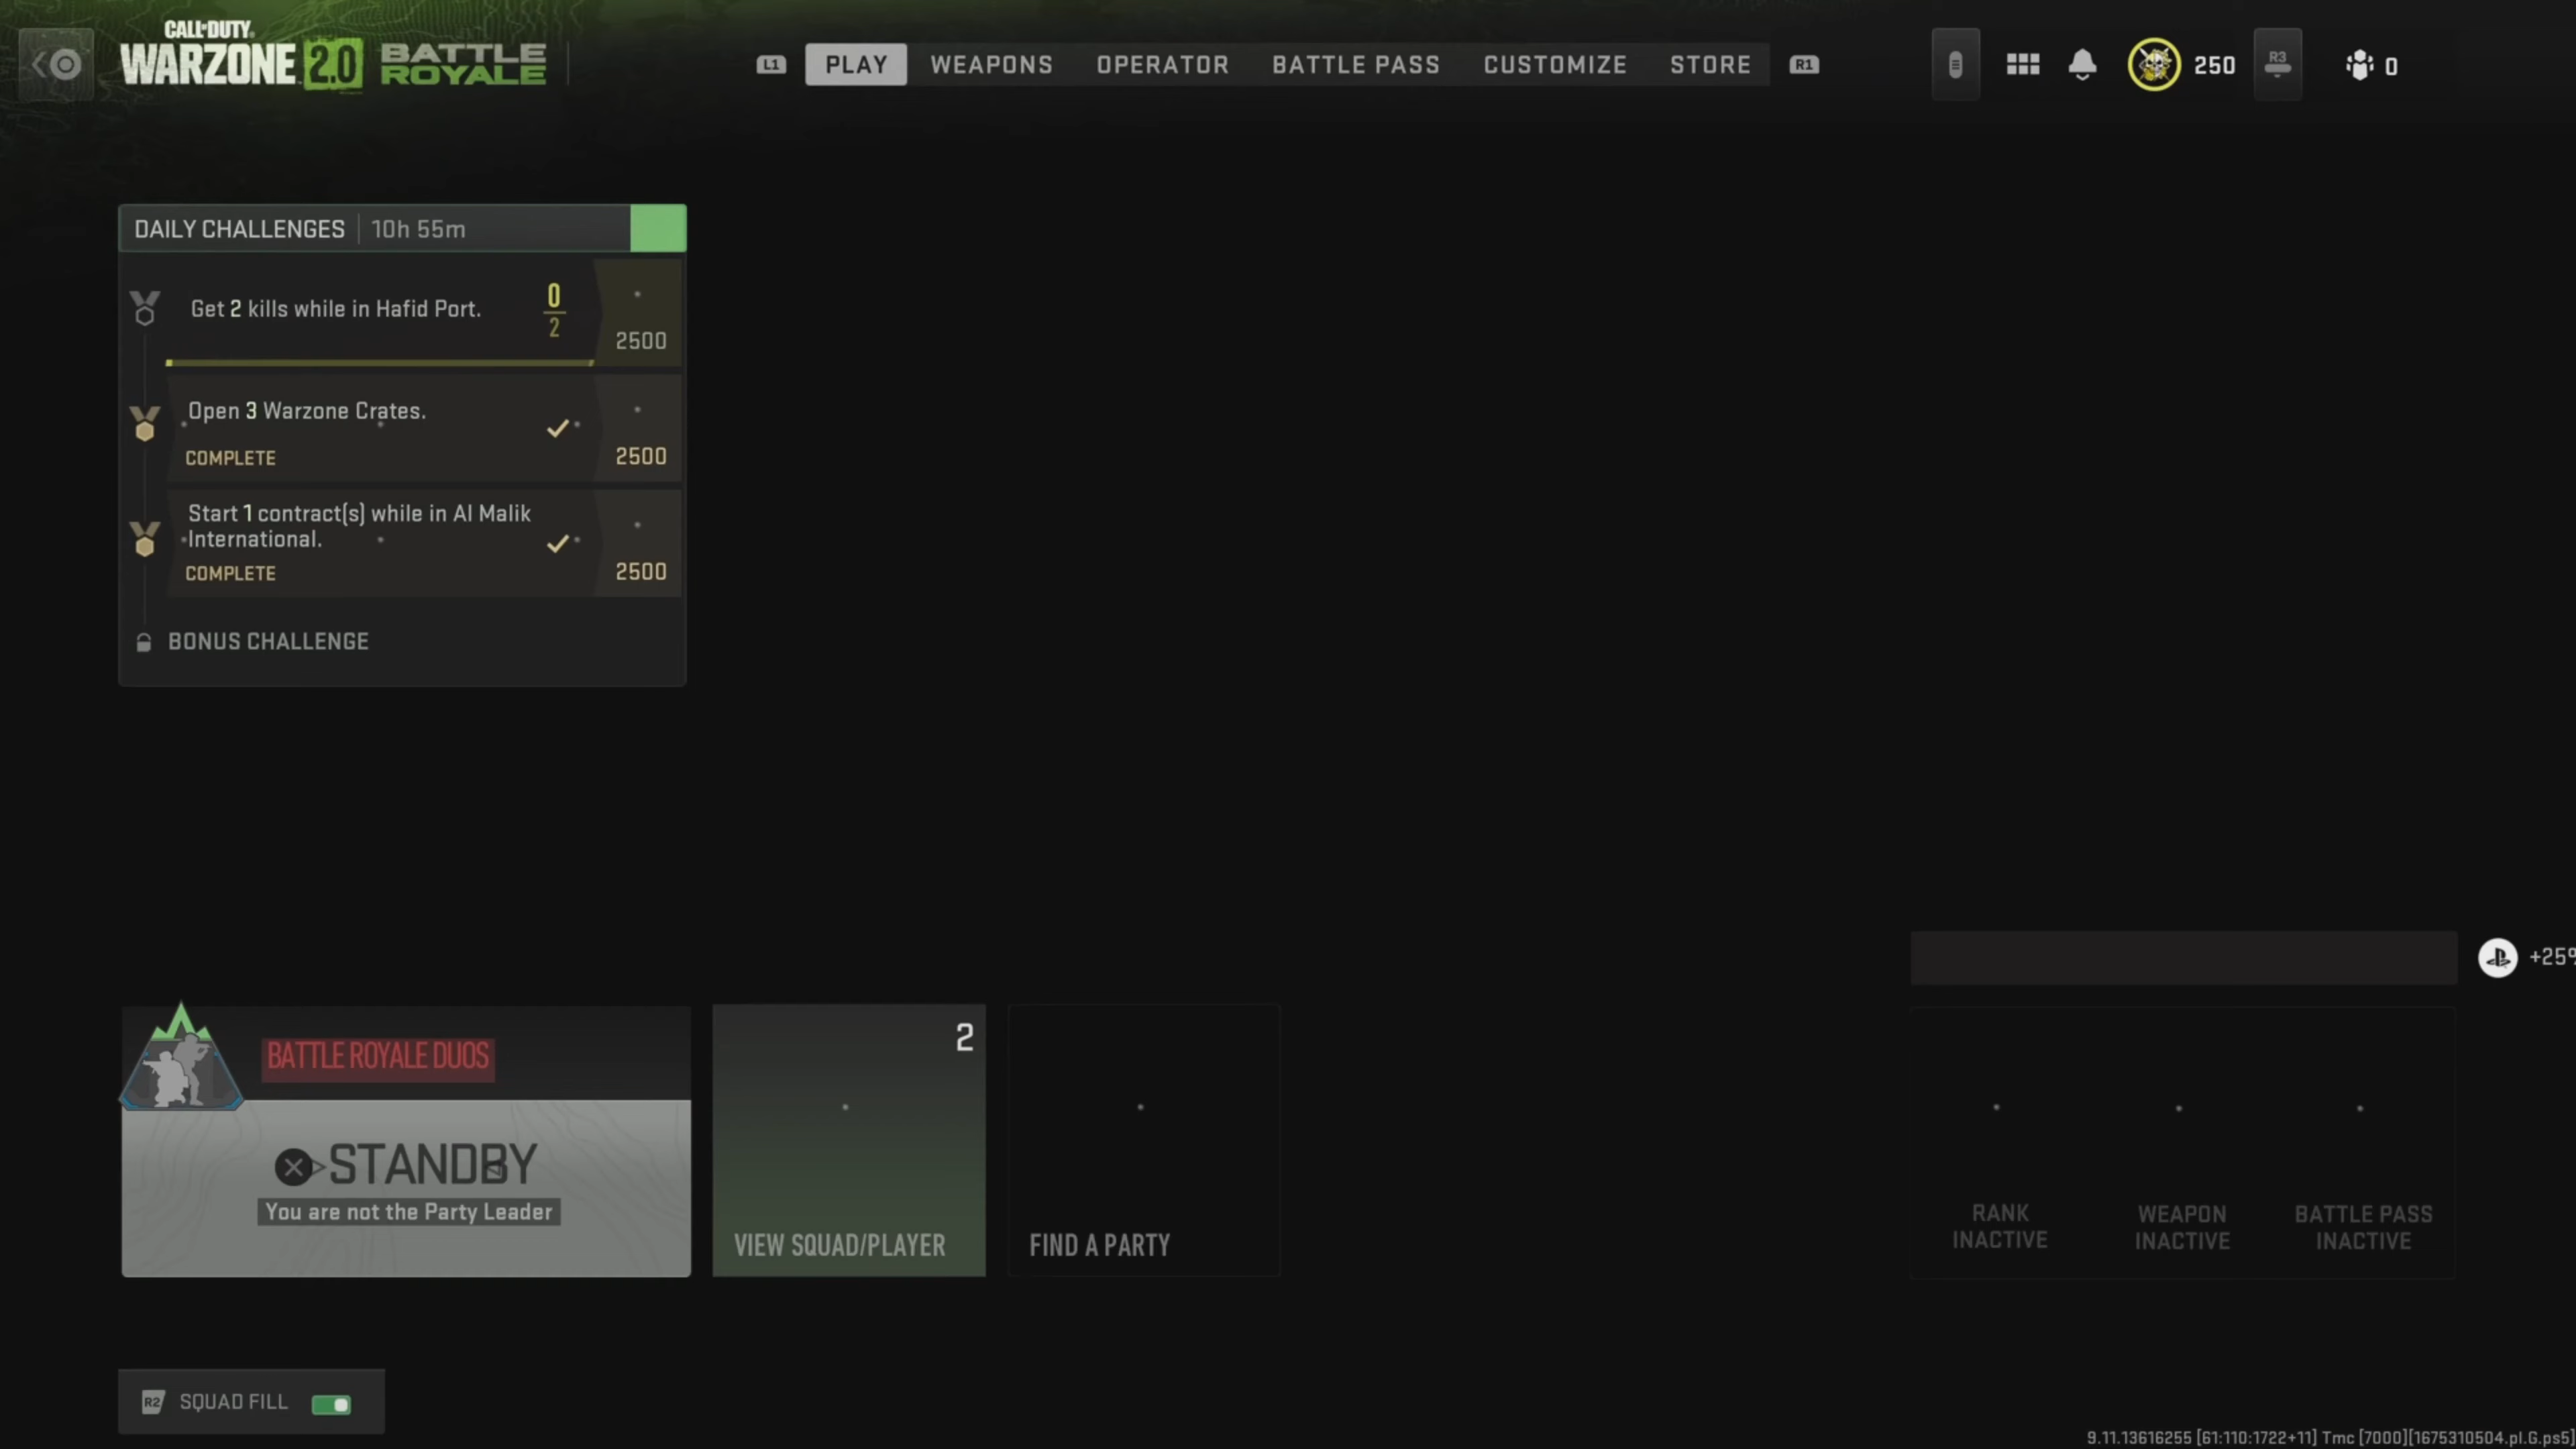 CALL OF DUTY
WARZONE 2.0 BATTLE ROYALE
L1 PLAY WEAPONS OPERATOR BATTLE PASS CUSTOMIZE STORE R1
250 R3 0
DAILY CHALLENGES 10h 55m
Get 2 kills while in Hafid Port.
0
2
2500
Open 3 Warzone Crates.
COMPLETE
2500
Start 1 contract(s) while in Al Malik
International.
COMPLETE
2500
BONUS CHALLENGE
+25%
BATTLE ROYALE DUOS
STANDBY
You are not the Party Leader
2
VIEW SQUAD/PLAYER
FIND A PARTY
RANK
INACTIVE
WEAPON
INACTIVE
BATTLE PASS
INACTIVE
R2 SQUAD FILL
9.11.13616255 [61:110:1722+11] Tmc [7000][1675310504.pl.G.ps5]